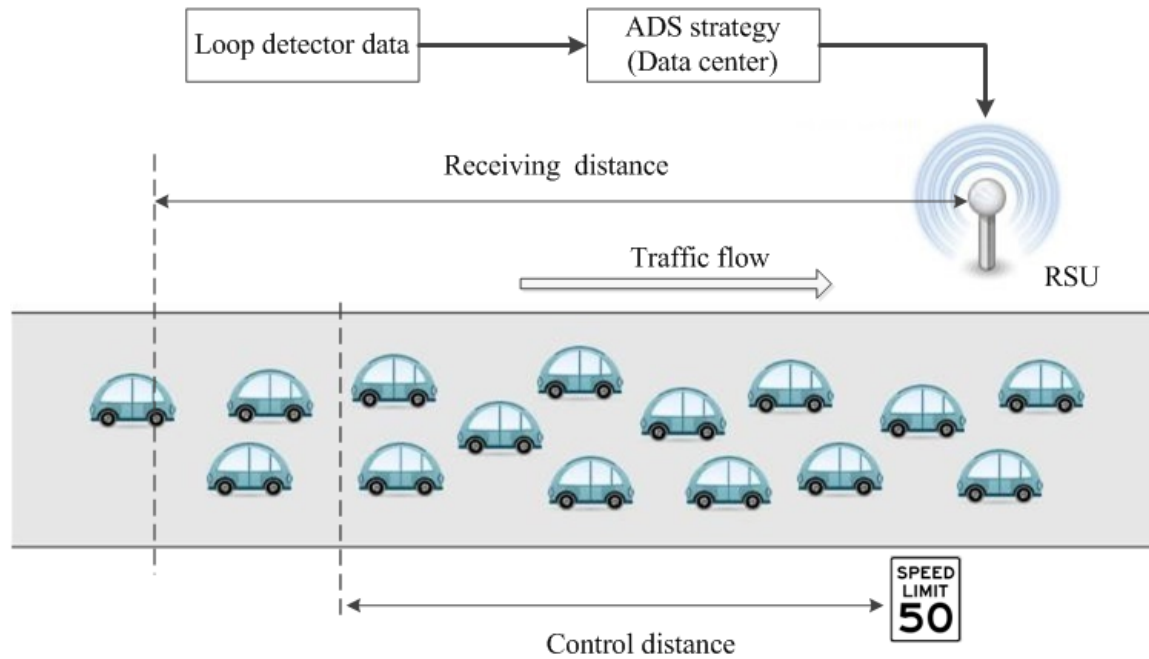 Loop detector data
ADS strategy
(Data center)
Receiving distance
Traffic flow
RSU
SPEED
LIMIT
50
Control distance